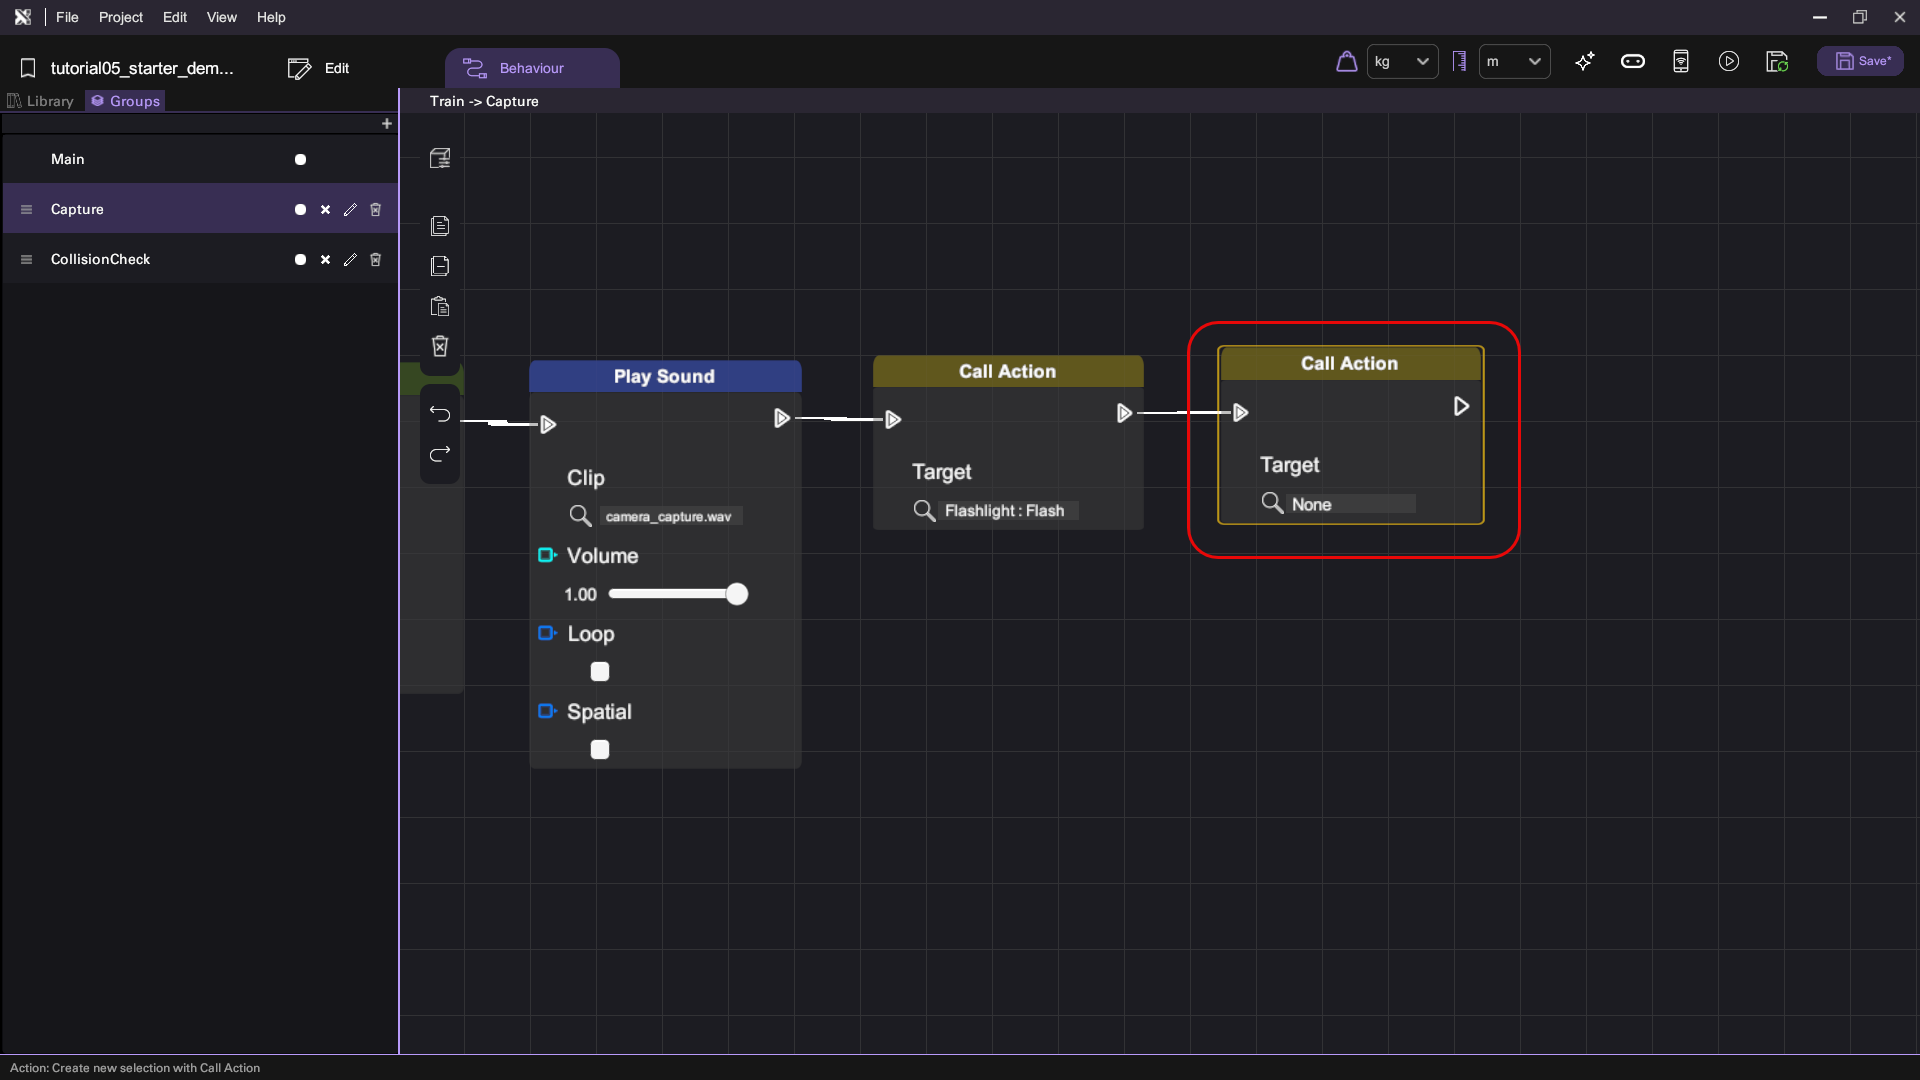 File Project Edit View Help
tutorial05_starter_dem... Edit Behaviour kg m Save*
Library Groups
Train -> Capture
+
Main
Capture
CollisionCheck
Play Sound
Clip
camera_capture.wav
Volume
1.00
Loop
Spatial
Call Action
Target
Flashlight : Flash
Call Action
Target
None
Action: Create new selection with Call Action